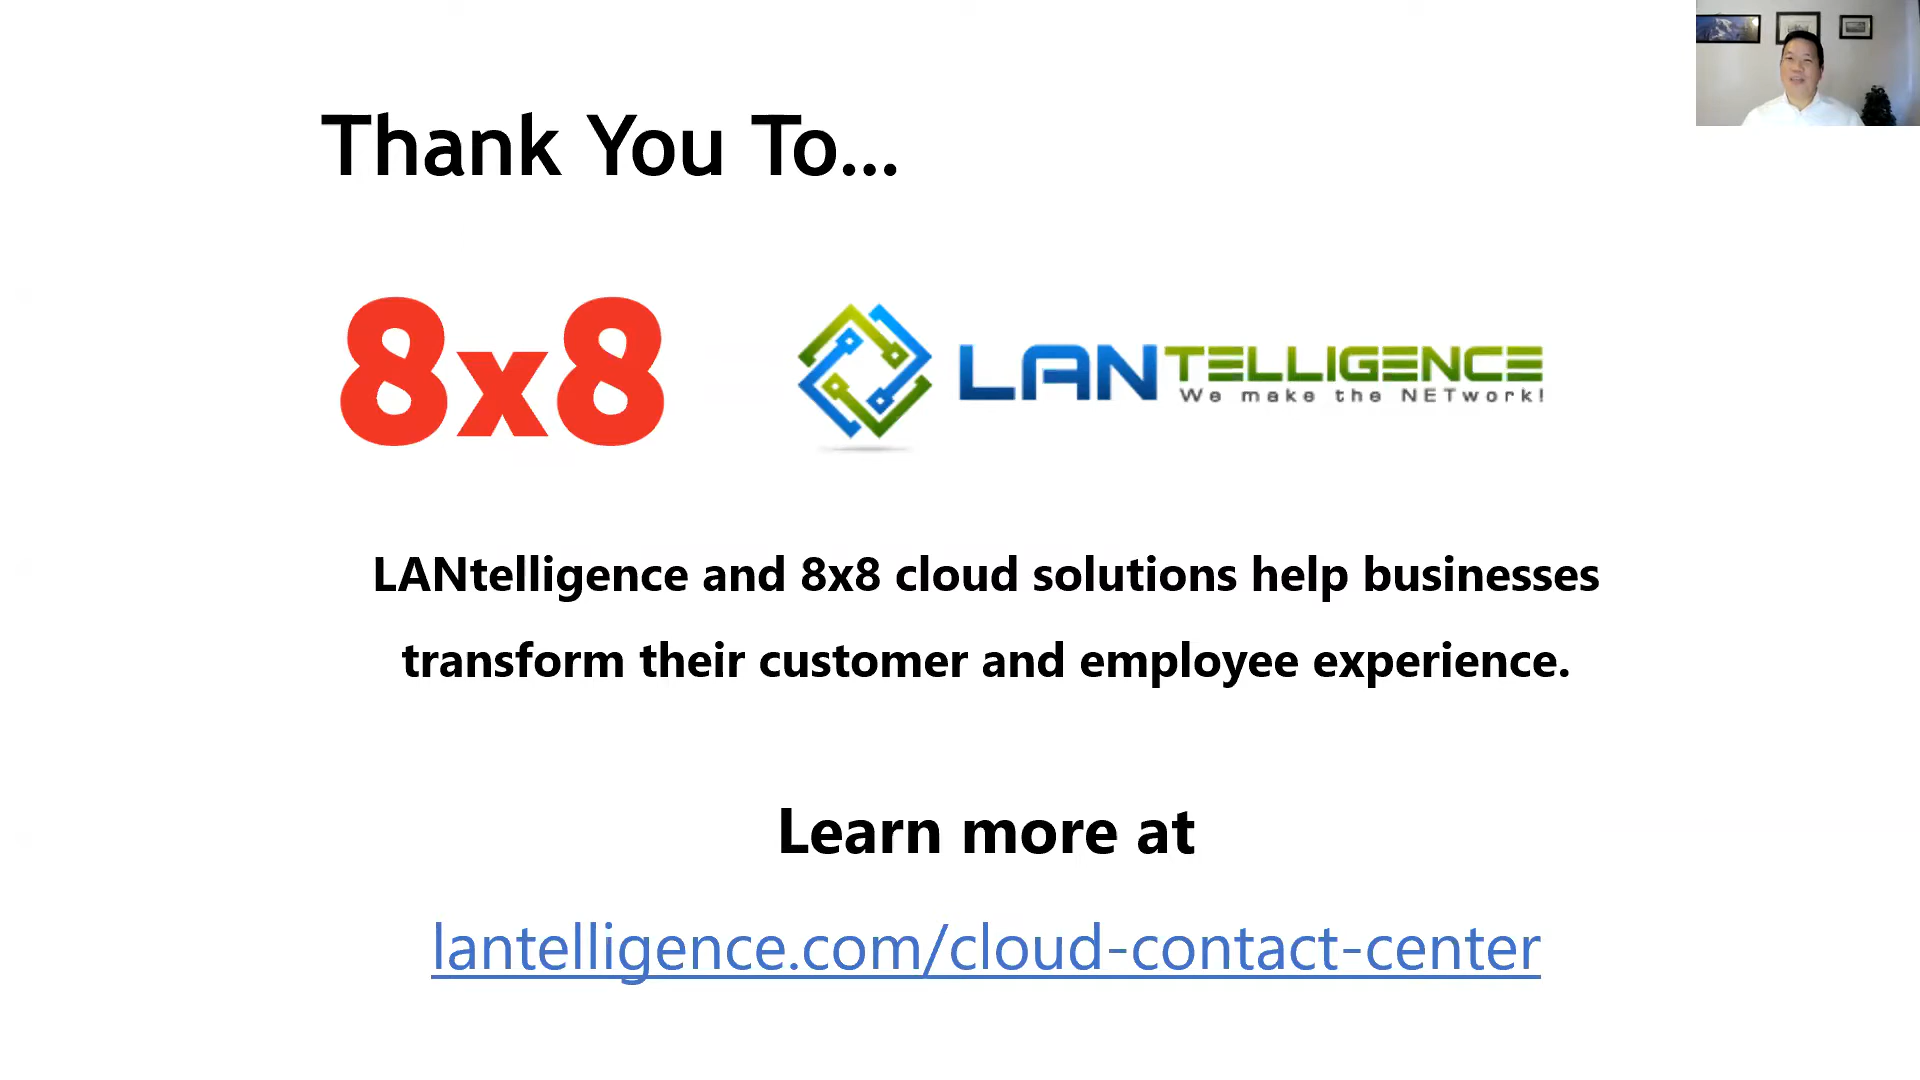 Thank You To...
8x8
LANTELLIGENCE
We make the NETwork!
LANtelligence and 8x8 cloud solutions help businesses
transform their customer and employee experience.
Learn more at
lantelligence.com/cloud-contact-center